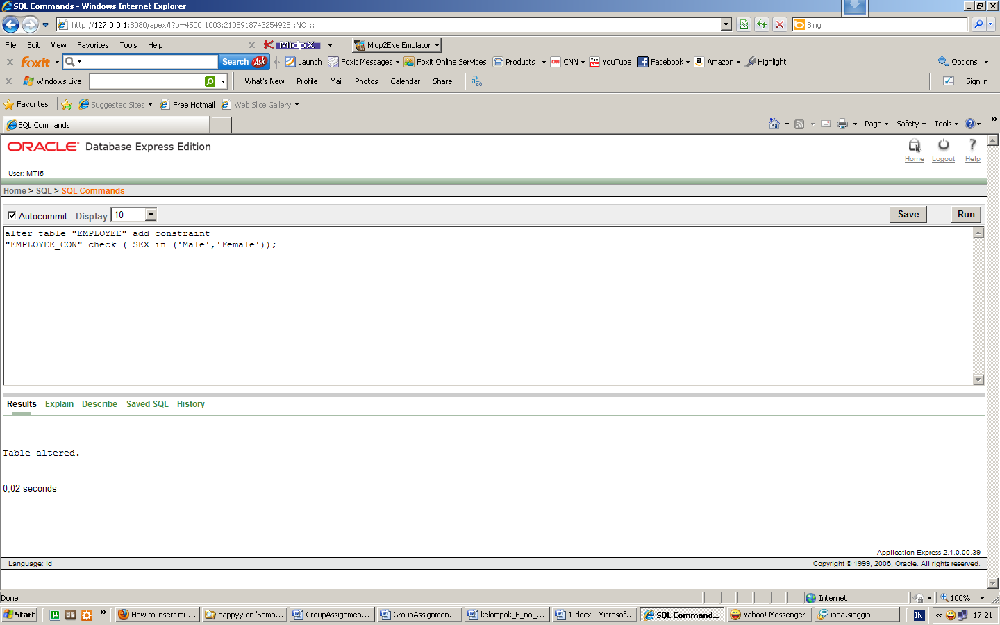 SQL Commands - Windows Internet Explorer
http://127.0.0.1:8080/apex/f?p=4500:1003:2105918743254925::NO:::
Bing
File Edit View Favorites Tools Help
MidpX
Midp2Exe Emulator
Foxit
Search Ask
Launch
Foxit Messages
Foxit Online Services
Products
CNN
YouTube
Facebook
Amazon
Highlight
Options
Windows Live
What's New Profile Mail Photos Calendar Share
Sign in
Favorites
Suggested Sites
Free Hotmail
Web Slice Gallery
SQL Commands
Page Safety Tools
ORACLE Database Express Edition
Home Logout Help
User: MTI5
Home > SQL > SQL Commands
Autocommit Display 10
Save Run
alter table "EMPLOYEE" add constraint
"EMPLOYEE_CON" check ( SEX in ('Male','Female'));
Results Explain Describe Saved SQL History
Table altered.
0,02 seconds
Application Express 2.1.0.00.39
Language: id
Copyright © 1999, 2006, Oracle. All rights reserved.
Done
Internet
100%
Start
How to insert mu...
happyy on 'Samb...
GroupAssignmen...
GroupAssignmen...
kelompok_B_no_...
1.docx - Microsof...
SQL Command...
Yahoo! Messenger
inna.singgih
IN
17:21